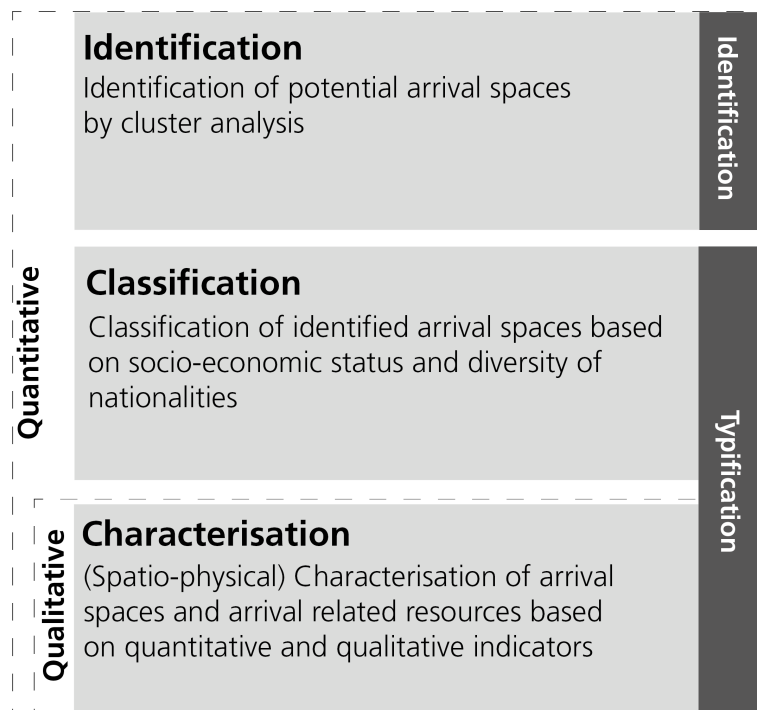 Identification
Identification of potential arrival spaces
by cluster analysis
Identification
Quantitative
Classification
Classification of identified arrival spaces based
on socio-economic status and diversity of
nationalities
Typification
Qualitative
Characterisation
(Spatio-physical) Characterisation of arrival
spaces and arrival related resources based
on quantitative and qualitative indicators